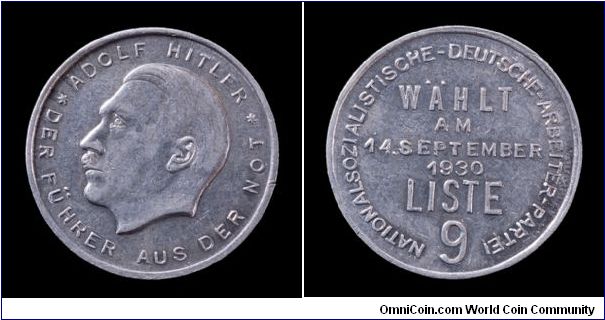 * ADOLF HITLER *
DER FÜHRER AUS DER NOT
NATIONALSOZIALISTISCHE-DEUTSCHE-ARBEITER-PARTEI
WÄHLT
AM
14.SEPTEMBER
1930
LISTE
9
OmniCoin.com World Coin Community